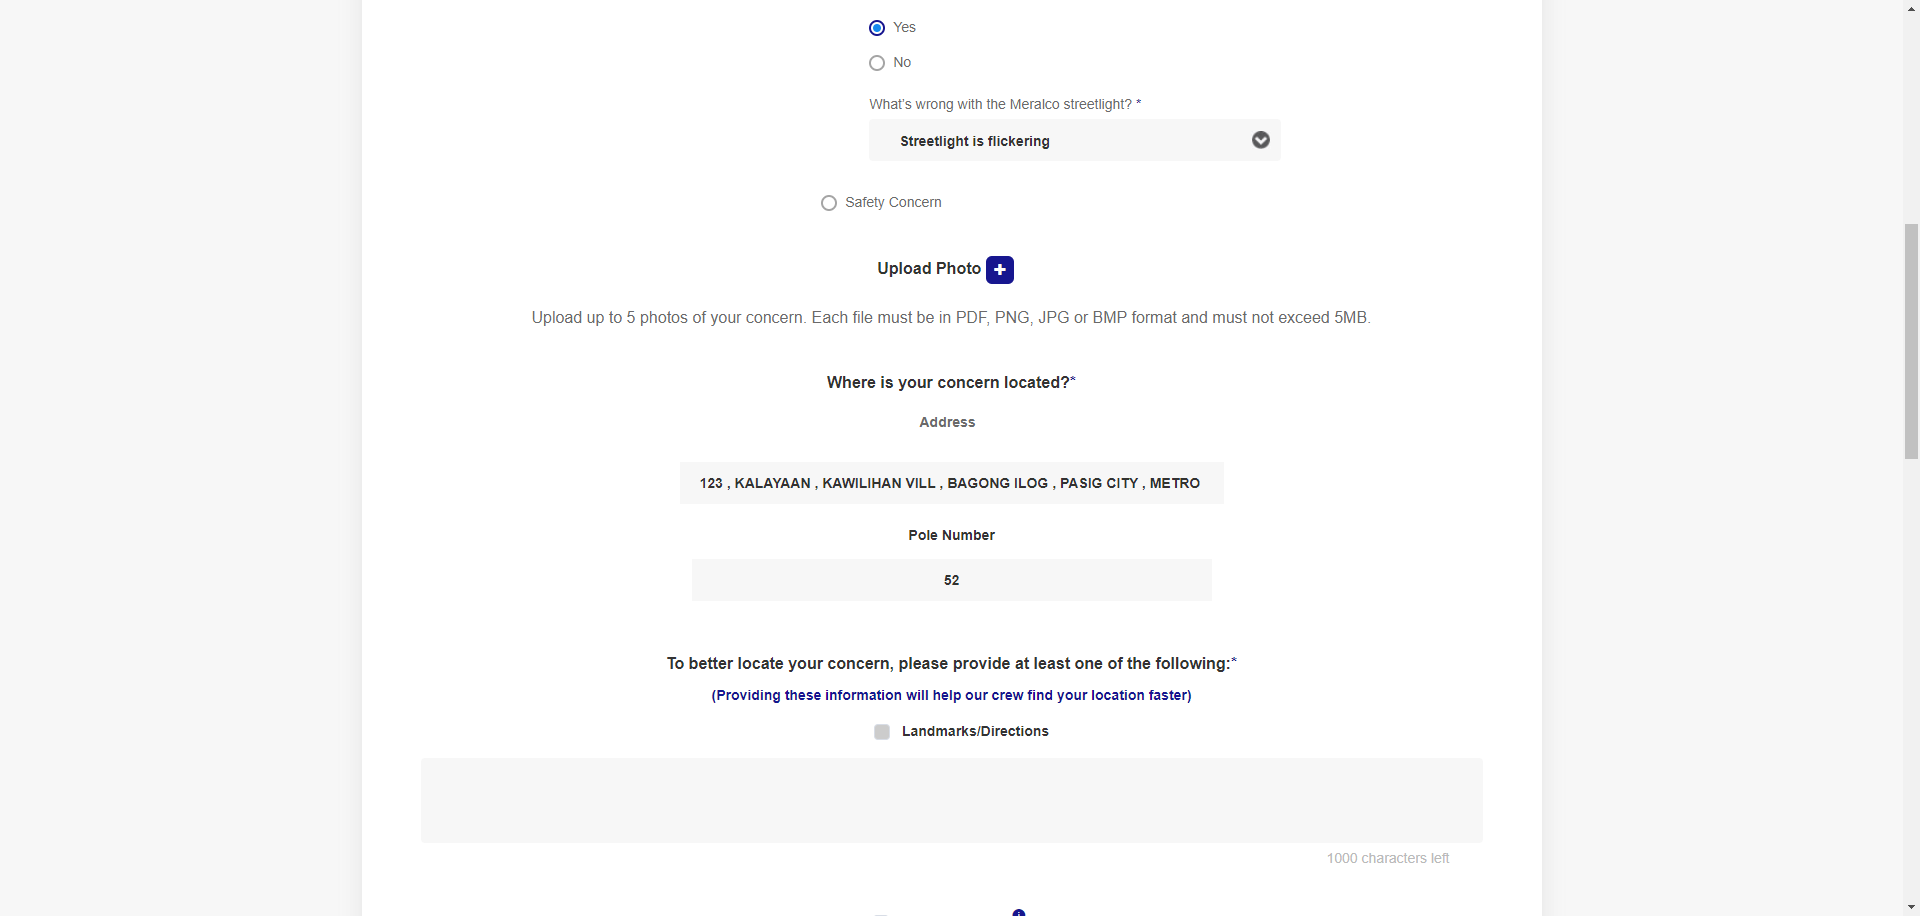 Yes
No
What's wrong with the Meralco streetlight? *
Streetlight is flickering
Safety Concern
Upload Photo
Upload up to 5 photos of your concern. Each file must be in PDF, PNG, JPG or BMP format and must not exceed 5MB.
Where is your concern located?*
Address
123 , KALAYAAN , KAWILIHAN VILL , BAGONG ILOG , PASIG CITY , METRO
Pole Number
52
To better locate your concern, please provide at least one of the following:*
(Providing these information will help our crew find your location faster)
Landmarks/Directions
1000 characters left